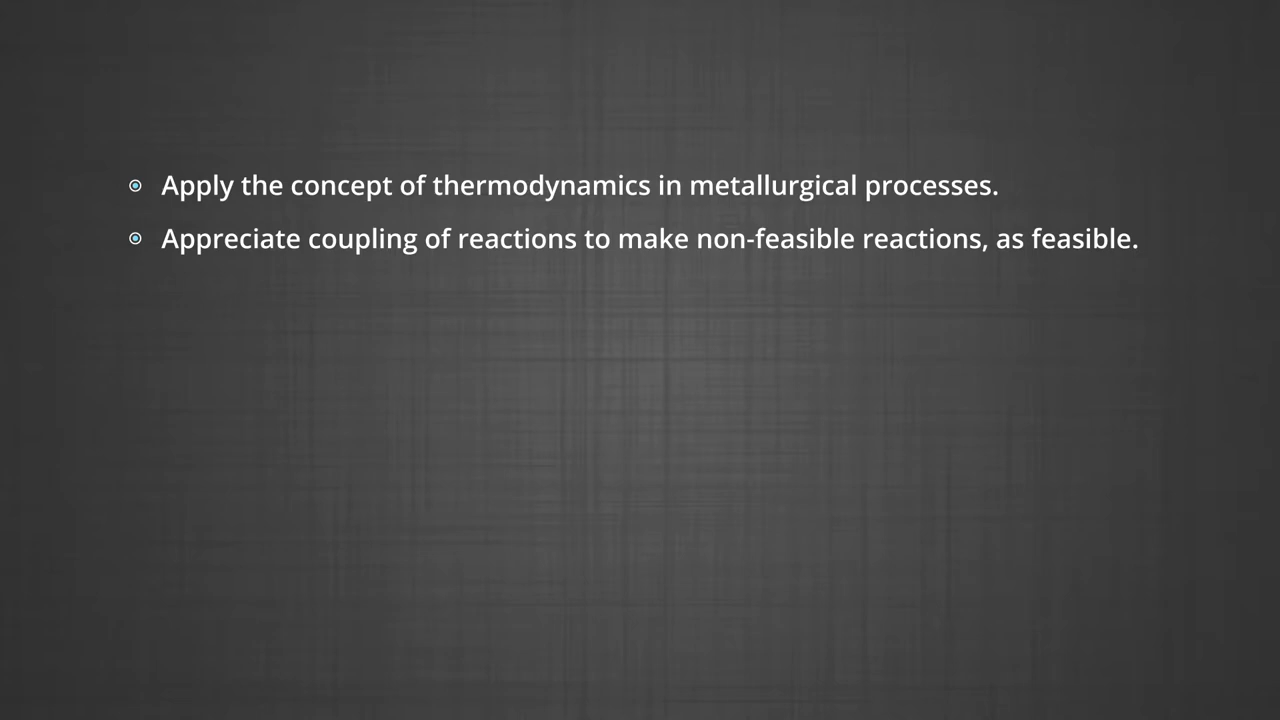 Apply the concept of thermodynamics in metallurgical processes.
Appreciate coupling of reactions to make non-feasible reactions, as feasible.